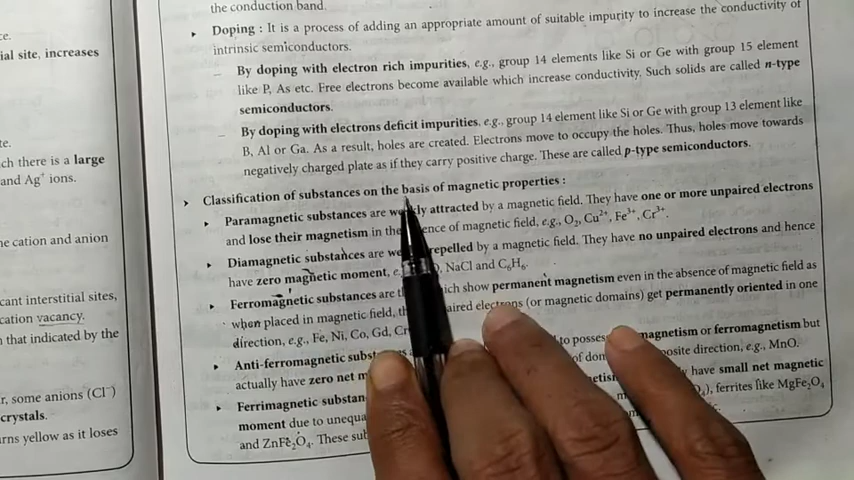 ce.
ial site, increases
te.
ch there is a large
and Ag+ ions.
he cation and anion
cant interstitial sites,
cation vacancy.
n that indicated by the
r, some anions (Cl−)
crystals.
urns yellow as it loses
the conduction band.
Doping : It is a process of adding an appropriate amount of suitable impurity to increase the conductivity of
intrinsic semiconductors.
By doping with electron rich impurities, e.g., group 14 elements like Si or Ge with group 15 element
like P, As etc. Free electrons become available which increase conductivity. Such solids are called n-type
semiconductors.
By doping with electrons deficit impurities, e.g., group 14 element like Si or Ge with group 13 element like
B, Al or Ga. As a result, holes are created. Electrons move to occupy the holes. Thus, holes move towards
negatively charged plate as if they carry positive charge. These are called p-type semiconductors.
Classification of substances on the basis of magnetic properties :
Paramagnetic substances are weakly attracted by a magnetic field. They have one or more unpaired electrons
and lose their magnetism in the ence of magnetic field, e.g., O2, Cu2+, Fe3+, Cr3+.
Diamagnetic substances are repelled by a magnetic field. They have no unpaired electrons and hence
have zero magnetic moment, NaCl and C6H6.
Ferromagnetic substances are which show permanent magnetism even in the absence of magnetic field as
when placed in magnetic field, electrons (or magnetic domains) get permanently oriented in one
direction, e.g., Fe, Ni, Co, Gd,
Anti-ferromagnetic to possess magnetism or ferromagnetism but
actually have zero net of direction, e.g., MnO.
Ferrimagnetic have small net magnetic
moment due to ferrites like MgFe2O4
and ZnFe2O4. These